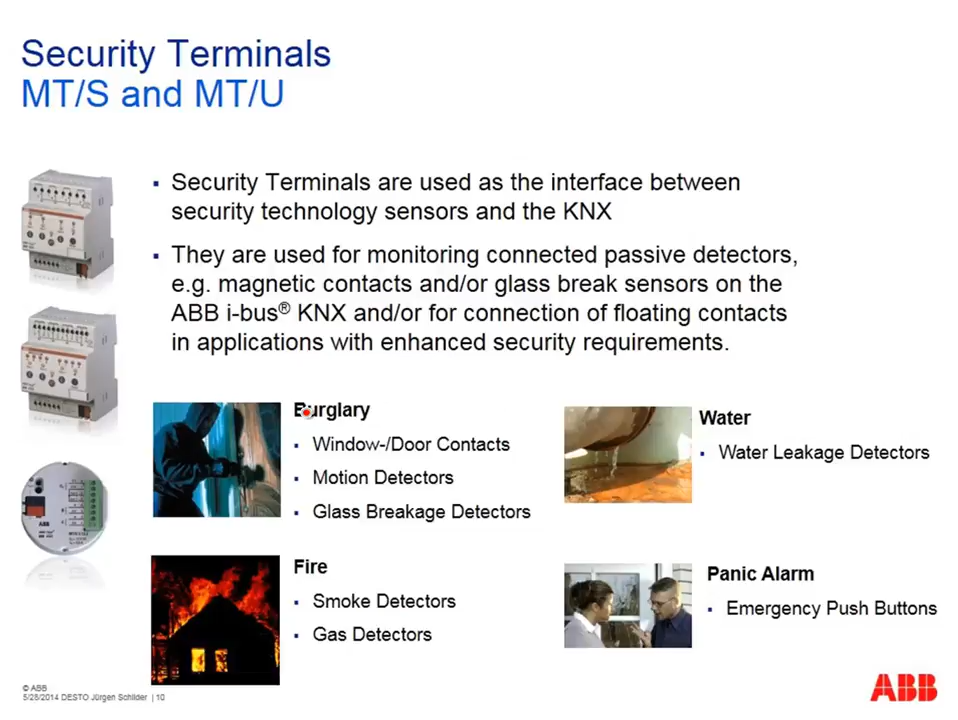 Security Terminals
MT/S and MT/U
Security Terminals are used as the interface between
security technology sensors and the KNX
They are used for monitoring connected passive detectors,
e.g. magnetic contacts and/or glass break sensors on the
ABB i-bus® KNX and/or for connection of floating contacts
in applications with enhanced security requirements.
Burglary
Window-/Door Contacts
Motion Detectors
Glass Breakage Detectors
Water
Water Leakage Detectors
Fire
Smoke Detectors
Gas Detectors
Panic Alarm
Emergency Push Buttons
ABB
© ABB
5/28/2014 DESTO Jürgen Schilder | 10
ABB